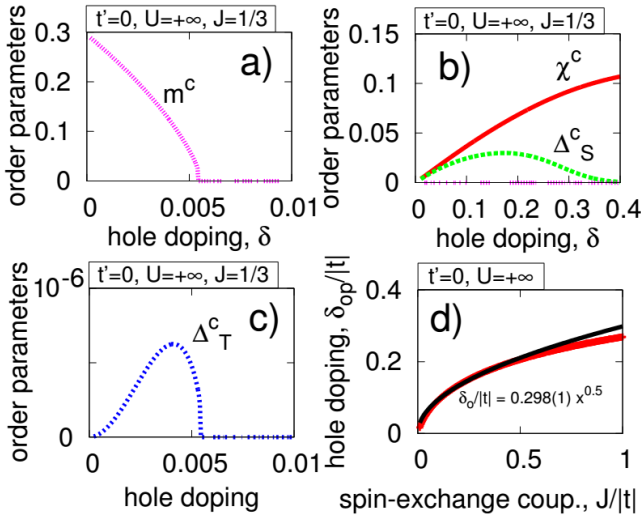 t'=0, U=+∞, J=1/3
order parameters
0.3
0.2
0.1
0
a)
m^c
0
0.005
0.01
hole doping, δ
t'=0, U=+∞, J=1/3
order parameters
0.15
0.1
0.05
0
b)
χ^c
Δ^c_S
0
0.1
0.2
0.3
0.4
hole doping, δ
t'=0, U=+∞, J=1/3
order parameters
10^-6
0
c)
Δ^c_T
0
0.005
0.01
hole doping
t'=0, U=+∞
hole doping, δ_op/|t|
0.4
0.2
0
d)
δ_o/|t| = 0.298(1) x^0.5
0
0.5
1
spin-exchange coup., J/|t|